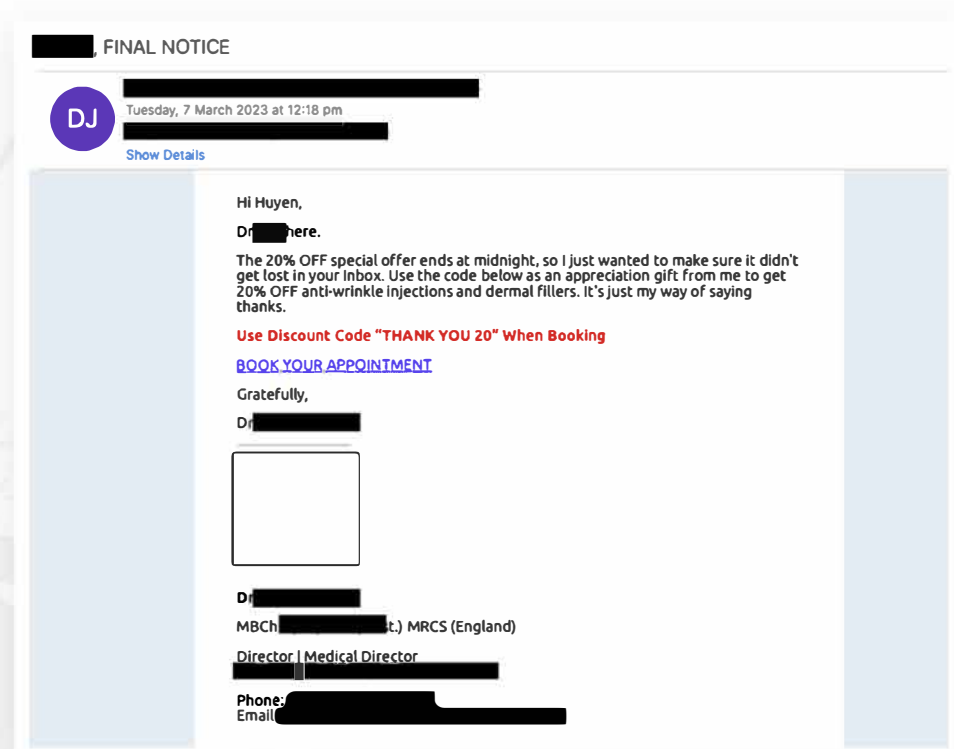 , FINAL NOTICE
DJ
Tuesday, 7 March 2023 at 12:18 pm
Show Details
Hi Huyen,
Dr here.
The 20% OFF special offer ends at midnight, so I just wanted to make sure it didn't
get lost in your Inbox. Use the code below as an appreciation gift from me to get
20% OFF anti-wrinkle injections and dermal fillers. It's just my way of saying
thanks.
Use Discount Code “THANK YOU 20” When Booking
BOOK YOUR APPOINTMENT
Gratefully,
Dr
Dr
MBCh t.) MRCS (England)
Director | Medical Director
Phone:
Email